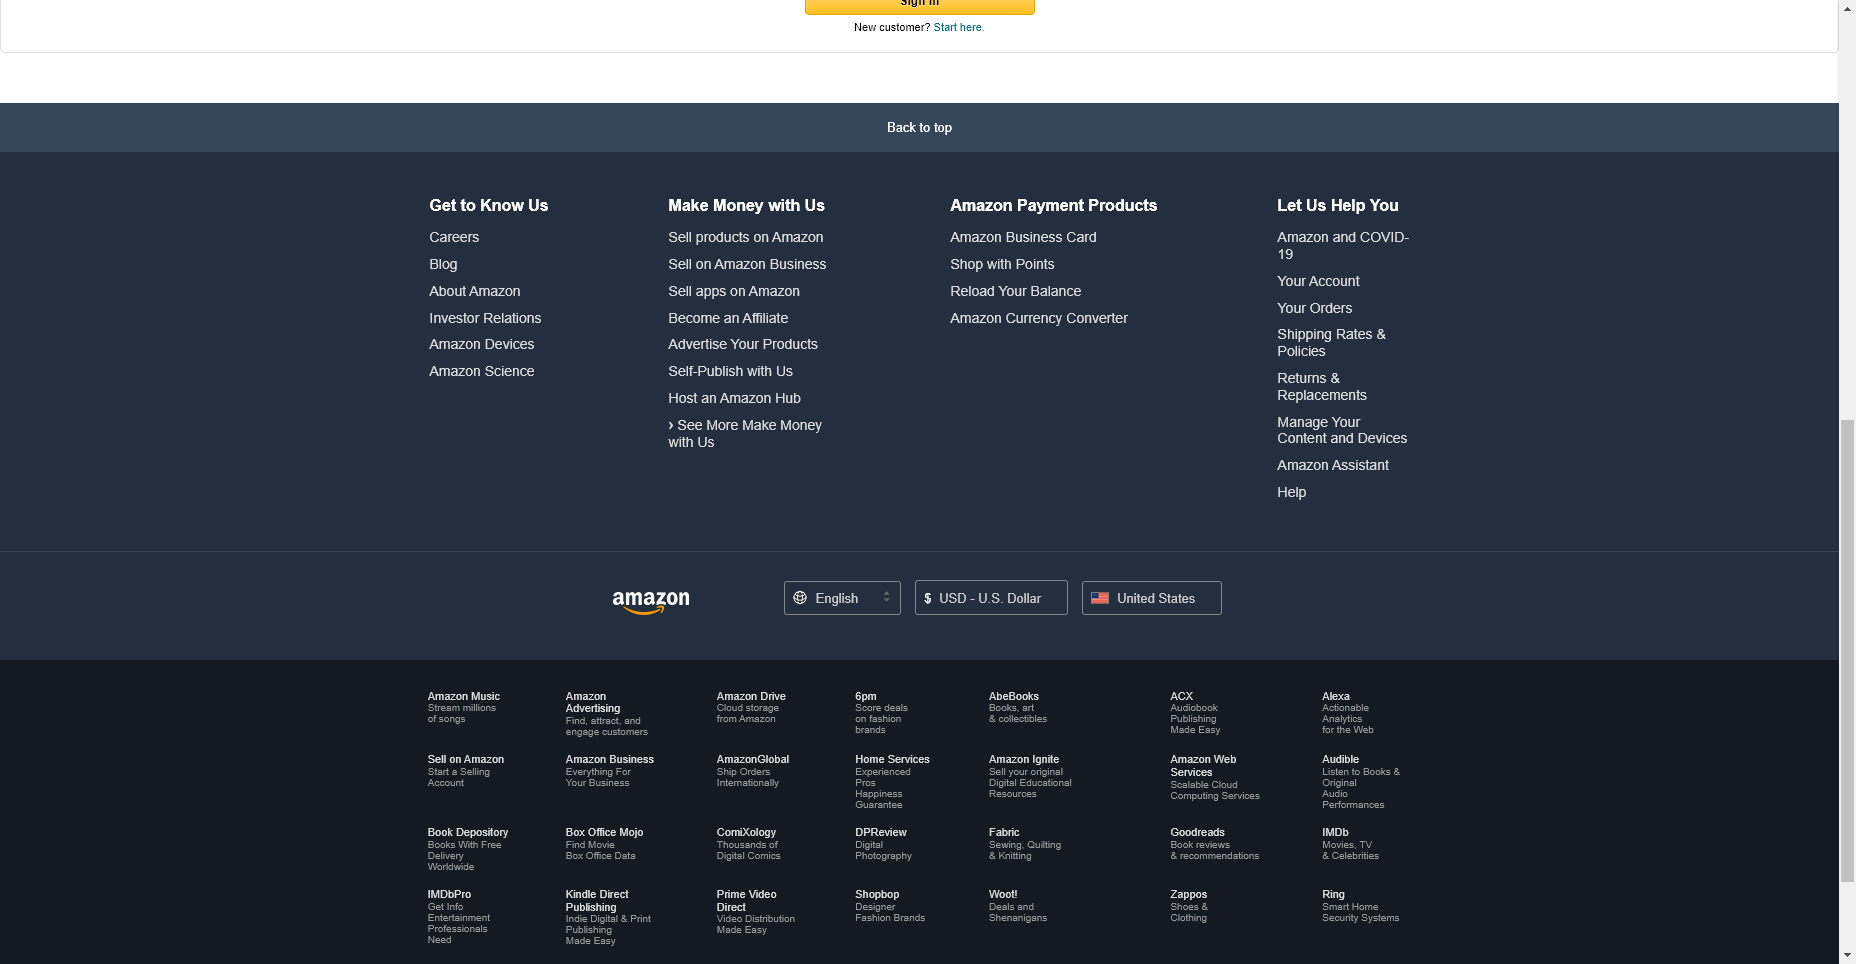 Sign in
New customer? Start here.
Back to top
Get to Know Us
Careers
Blog
About Amazon
Investor Relations
Amazon Devices
Amazon Science
Make Money with Us
Sell products on Amazon
Sell on Amazon Business
Sell apps on Amazon
Become an Affiliate
Advertise Your Products
Self-Publish with Us
Host an Amazon Hub
› See More Make Money
with Us
Amazon Payment Products
Amazon Business Card
Shop with Points
Reload Your Balance
Amazon Currency Converter
Let Us Help You
Amazon and COVID-
19
Your Account
Your Orders
Shipping Rates &
Policies
Returns &
Replacements
Manage Your
Content and Devices
Amazon Assistant
Help
amazon
English
$ USD - U.S. Dollar
United States
Amazon Music
Stream millions
of songs
Amazon
Advertising
Find, attract, and
engage customers
Amazon Drive
Cloud storage
from Amazon
6pm
Score deals
on fashion
brands
AbeBooks
Books, art
& collectibles
ACX
Audiobook
Publishing
Made Easy
Alexa
Actionable
Analytics
for the Web
Sell on Amazon
Start a Selling
Account
Amazon Business
Everything For
Your Business
AmazonGlobal
Ship Orders
Internationally
Home Services
Experienced
Pros
Happiness
Guarantee
Amazon Ignite
Sell your original
Digital Educational
Resources
Amazon Web
Services
Scalable Cloud
Computing Services
Audible
Listen to Books &
Original
Audio
Performances
Book Depository
Books With Free
Delivery
Worldwide
Box Office Mojo
Find Movie
Box Office Data
ComiXology
Thousands of
Digital Comics
DPReview
Digital
Photography
Fabric
Sewing, Quilting
& Knitting
Goodreads
Book reviews
& recommendations
IMDb
Movies, TV
& Celebrities
IMDbPro
Get Info
Entertainment
Professionals
Need
Kindle Direct
Publishing
Indie Digital & Print
Publishing
Made Easy
Prime Video
Direct
Video Distribution
Made Easy
Shopbop
Designer
Fashion Brands
Woot!
Deals and
Shenanigans
Zappos
Shoes &
Clothing
Ring
Smart Home
Security Systems